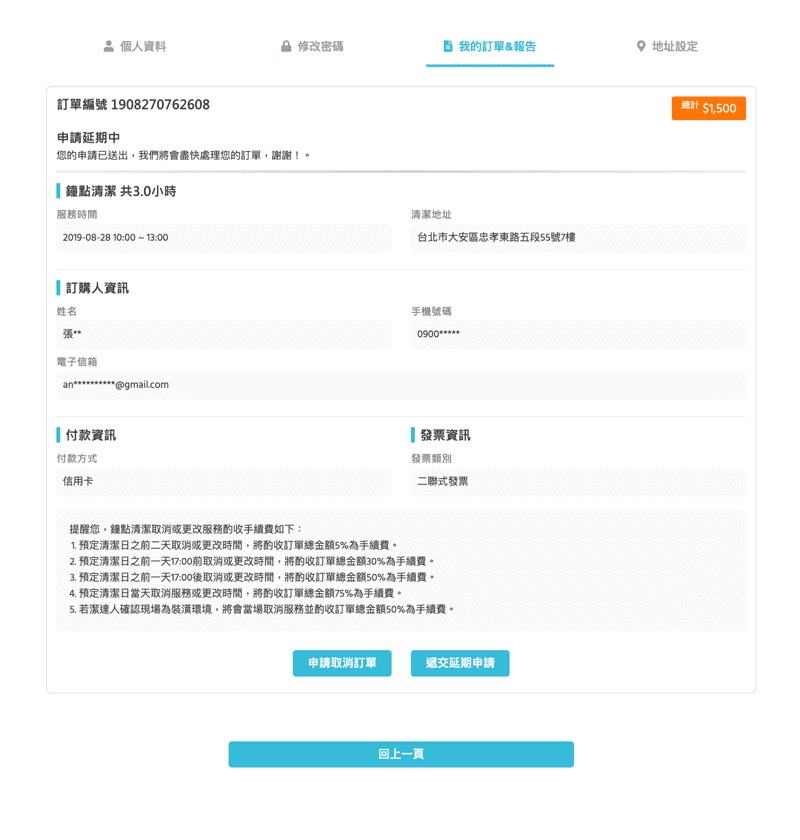 個人資料
修改密碼
我的訂單&報告
地址設定
訂單編號 1908270762608
總計 $1,500
申請延期中
您的申請已送出,我們將會盡快處理您的訂單,謝謝!。
鐘點清潔 共3.0小時
服務時間
清潔地址
2019-08-28 10:00 ~ 13:00
台北市大安區忠孝東路五段55號7樓
訂購人資訊
姓名
手機號碼
張**
0900*****
電子信箱
an**********@gmail.com
付款資訊
發票資訊
付款方式
發票類別
信用卡
二聯式發票
提醒您,鐘點清潔取消或更改服務酌收手續費如下:
1. 預定清潔日之前二天取消或更改時間,將酌收訂單總金額5%為手續費。
2. 預定清潔日之前一天17:00前取消或更改時間,將酌收訂單總金額30%為手續費。
3. 預定清潔日之前一天17:00後取消或更改時間,將酌收訂單總金額50%為手續費。
4. 預定清潔日當天取消服務或更改時間,將酌收訂單總金額75%為手續費。
5. 若潔達人確認現場為裝潢環境,將會當場取消服務並酌收訂單總金額50%為手續費。
申請取消訂單
遞交延期申請
回上一頁